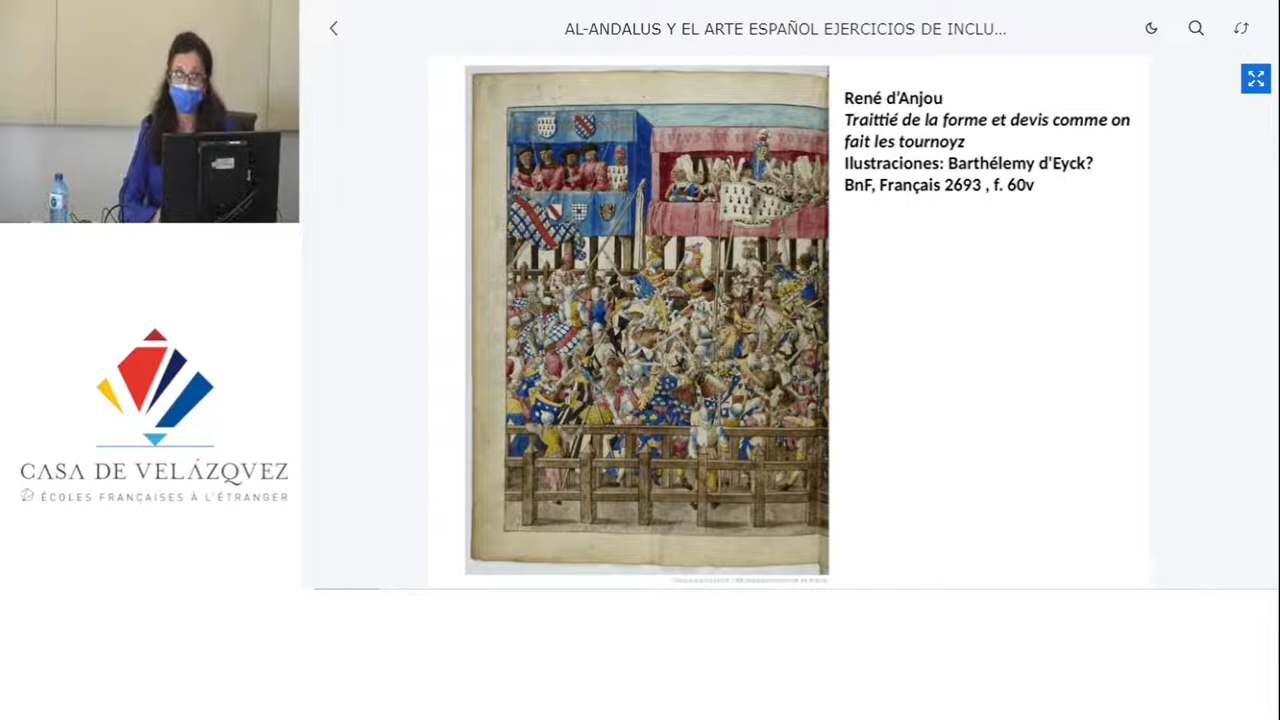 AL-ANDALUS Y EL ARTE ESPAÑOL EJERCICIOS DE INCLU...
René d'Anjou
Traittié de la forme et devis comme on
fait les tournoyz
Ilustraciones: Barthélemy d'Eyck?
BnF, Français 2693 , f. 60v
CASA DE VELÁZQVEZ
ÉCOLES FRANÇAISES À L'ÉTRANGER